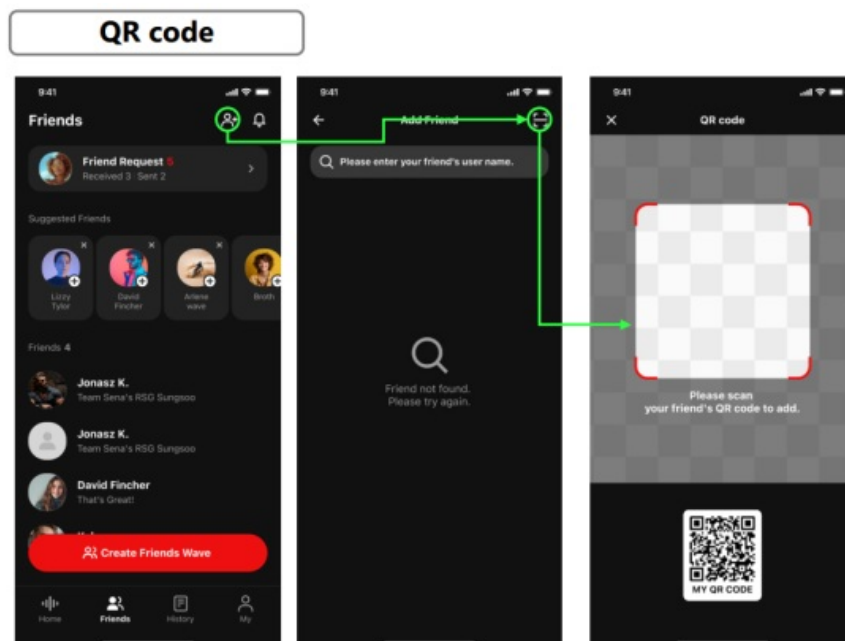 QR code
9:41
Friends
Friend Request 5
Received 3 Sent 2
Suggested Friends
Lizzy
Tylor
David
Fincher
Arlene
wave
Broth
Friends 4
Jonasz K.
Team Sena's RSG Sungsoo
Jonasz K.
Team Sena's RSG Sungsoo
David Fincher
That's Great!
Create Friends Wave
Home
Friends
History
My
9:41
Add Friend
Please enter your friend's user name.
Friend not found.
Please try again.
9:41
QR code
Please scan
your friend's QR code to add.
MY QR CODE